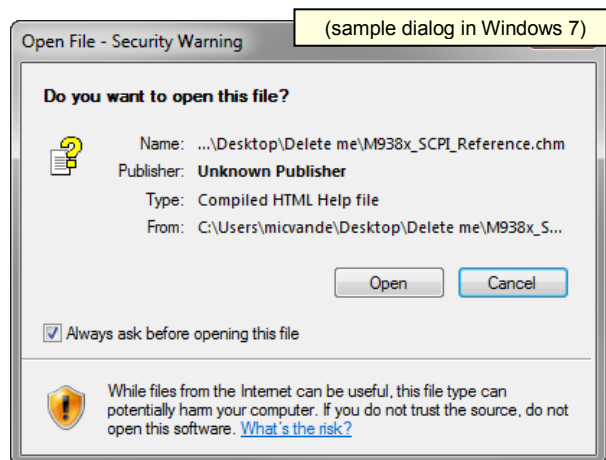 (sample dialog in Windows 7)
Open File - Security Warning
Do you want to open this file?
Name: ...\Desktop\Delete me\M938x_SCPI_Reference.chm
Publisher: Unknown Publisher
Type: Compiled HTML Help file
From: C:\Users\micvande\Desktop\Delete me\M938x_S...
Open Cancel
Always ask before opening this file
While files from the Internet can be useful, this file type can
potentially harm your computer. If you do not trust the source, do not
open this software. What's the risk?